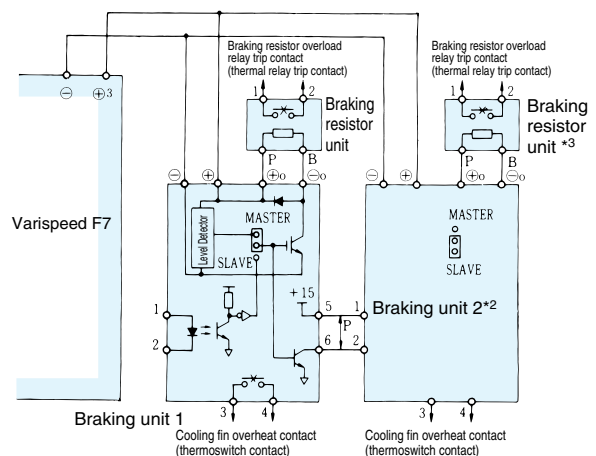 Braking resistor overload
relay trip contact
(thermal relay trip contact)
Braking resistor overload
relay trip contact
(thermal relay trip contact)
⊖ ⊕3
1 2
Braking
resistor
unit
1 2
Braking
resistor
unit *3
P B
P B
⊖ ⊕ ⊕o ⊖o
⊖ ⊕ ⊕o ⊖o
Varispeed F7
Level Detector
MASTER
SLAVE
MASTER
SLAVE
+15
1
2
5
6
P
1
2
Braking unit 2*2
3 4
3 4
Braking unit 1
Cooling fin overheat contact
(thermoswitch contact)
Cooling fin overheat contact
(thermoswitch contact)